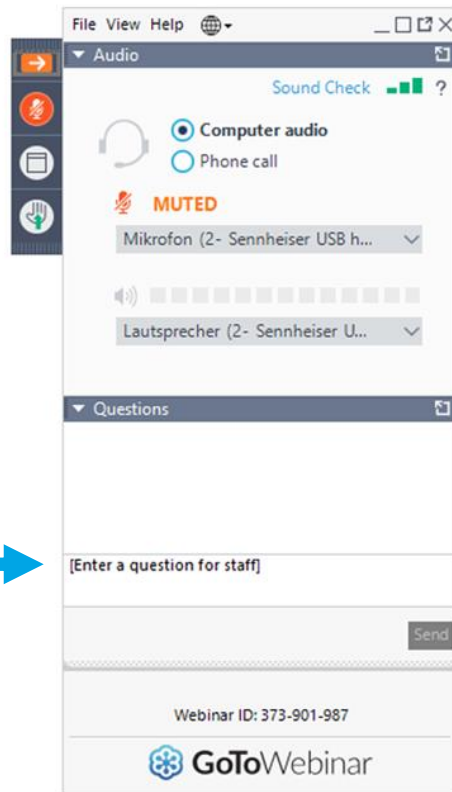 File View Help
Audio
Sound Check ?
Computer audio
Phone call
MUTED
Mikrofon (2- Sennheiser USB h...
Lautsprecher (2- Sennheiser U...
Questions
[Enter a question for staff]
Send
Webinar ID: 373-901-987
GoToWebinar